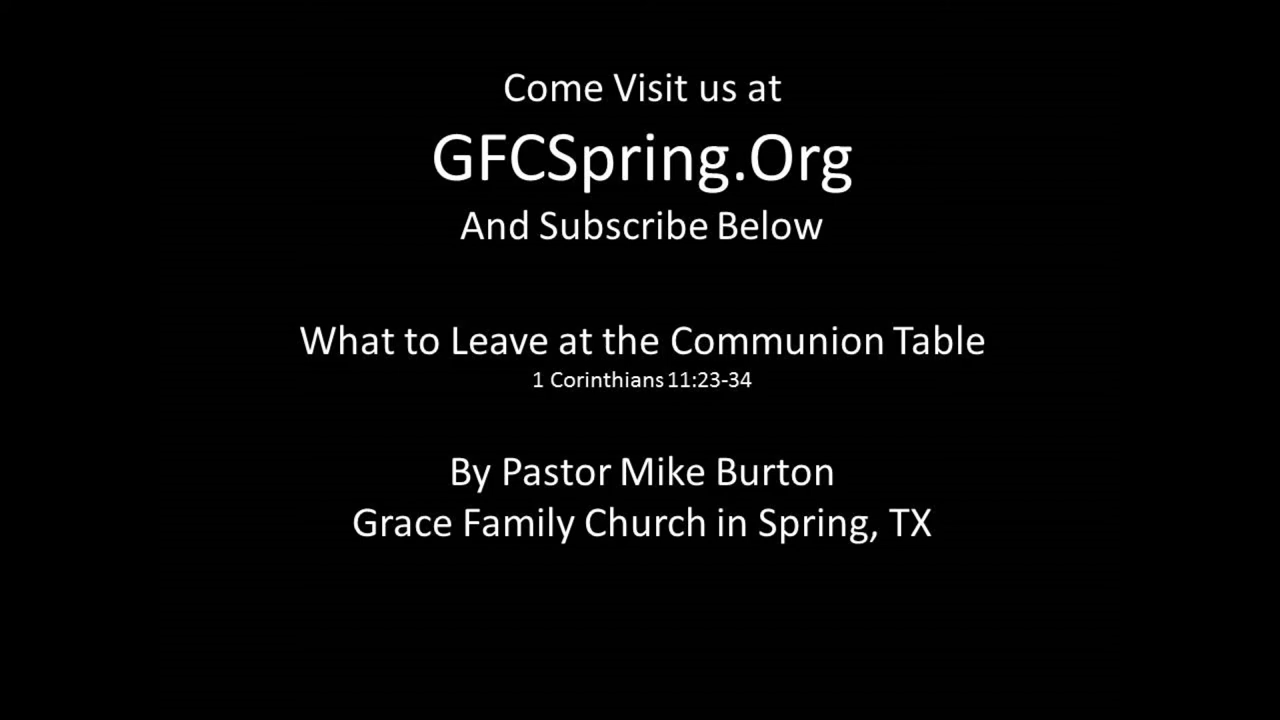 Come Visit us at
GFCSpring.Org
And Subscribe Below
What to Leave at the Communion Table
1 Corinthians 11:23-34
By Pastor Mike Burton
Grace Family Church in Spring, TX